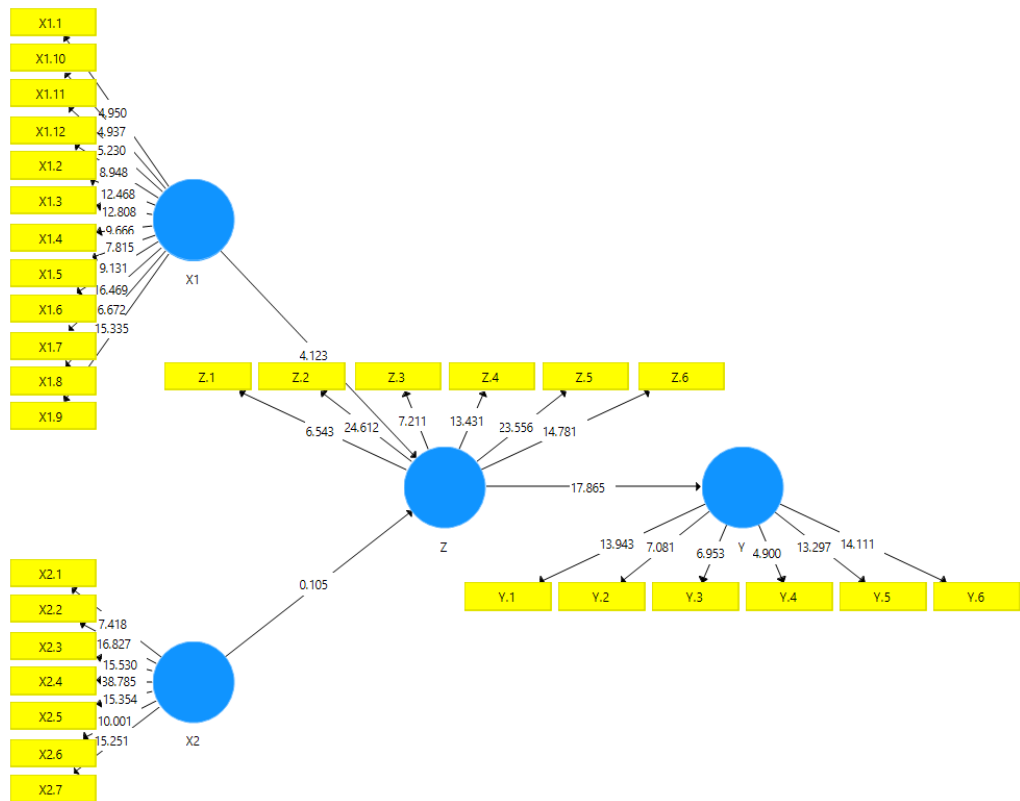 X1.1
X1.10
X1.11
X1.12
X1.2
X1.3
X1.4
X1.5
X1.6
X1.7
X1.8
X1.9
4.950
4.937
5.230
8.948
12.468
12.808
9.666
7.815
9.131
16.469
6.672
15.335
X1
4.123
Z.1 Z.2 Z.3 Z.4 Z.5 Z.6
6.543 24.612 7.211 13.431 23.556 14.781
Z
17.865
Y
13.943 7.081 6.953 4.900 13.297 14.111
Y.1 Y.2 Y.3 Y.4 Y.5 Y.6
0.105
X2.1
X2.2
X2.3
X2.4
X2.5
X2.6
X2.7
7.418
16.827
15.530
38.785
15.354
10.001
15.251
X2